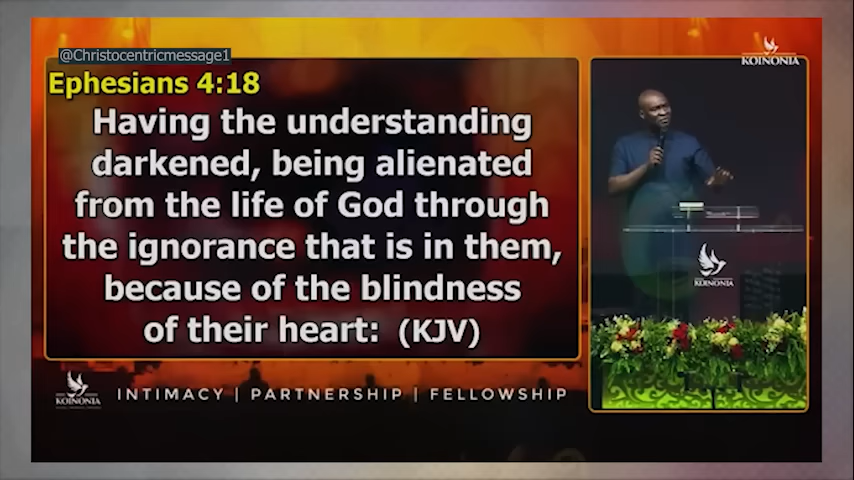 @Christocentricmessage1
KOINONIA
Ephesians 4:18
Having the understanding
darkened, being alienated
from the life of God through
the ignorance that is in them,
because of the blindness
of their heart: (KJV)
KOINONIA
KOINONIA
INTIMACY | PARTNERSHIP | FELLOWSHIP